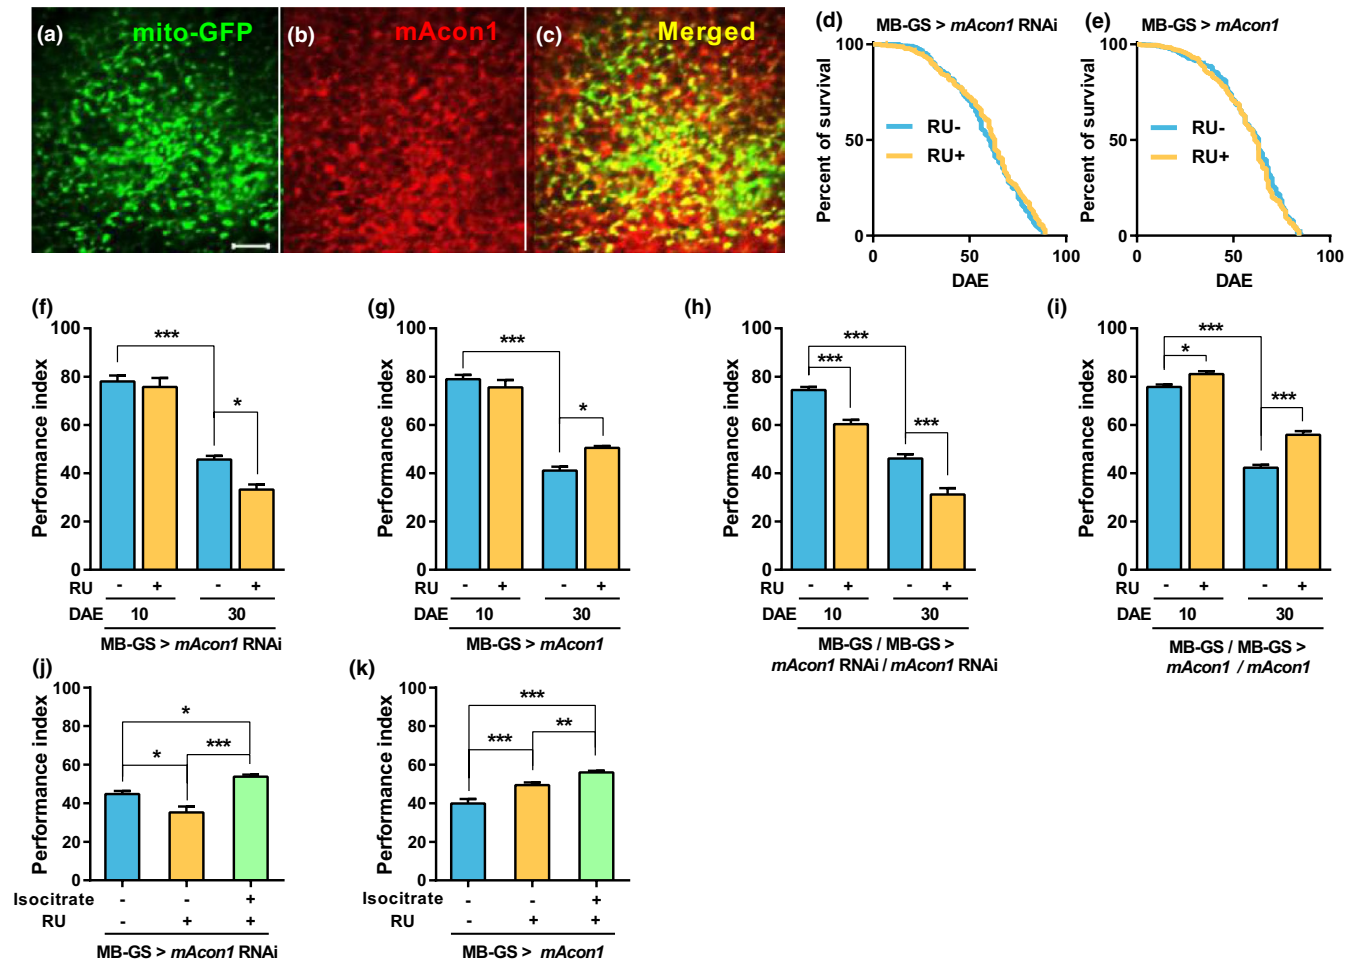 (a) mito-GFP
(b) mAcon1
(c) Merged
(d) MB-GS > mAcon1 RNAi
Percent of survival
100
50
0
RU-
RU+
0 50 100
DAE
(e) MB-GS > mAcon1
Percent of survival
100
50
0
RU-
RU+
0 50 100
DAE
(f)
Performance index
100
80
60
40
20
0
***
*
RU - + - +
DAE 10 30
MB-GS > mAcon1 RNAi
(g)
Performance index
100
80
60
40
20
0
***
*
RU - + - +
DAE 10 30
MB-GS > mAcon1
(h)
Performance index
100
80
60
40
20
0
***
***
***
RU - + - +
DAE 10 30
MB-GS / MB-GS >
mAcon1 RNAi / mAcon1 RNAi
(i)
Performance index
100
80
60
40
20
0
***
*
***
RU - + - +
DAE 10 30
MB-GS / MB-GS >
mAcon1 / mAcon1
(j)
Performance index
100
80
60
40
20
0
*
*
***
Isocitrate - - +
RU - + +
MB-GS > mAcon1 RNAi
(k)
Performance index
100
80
60
40
20
0
***
**
***
Isocitrate - - +
RU - + +
MB-GS > mAcon1